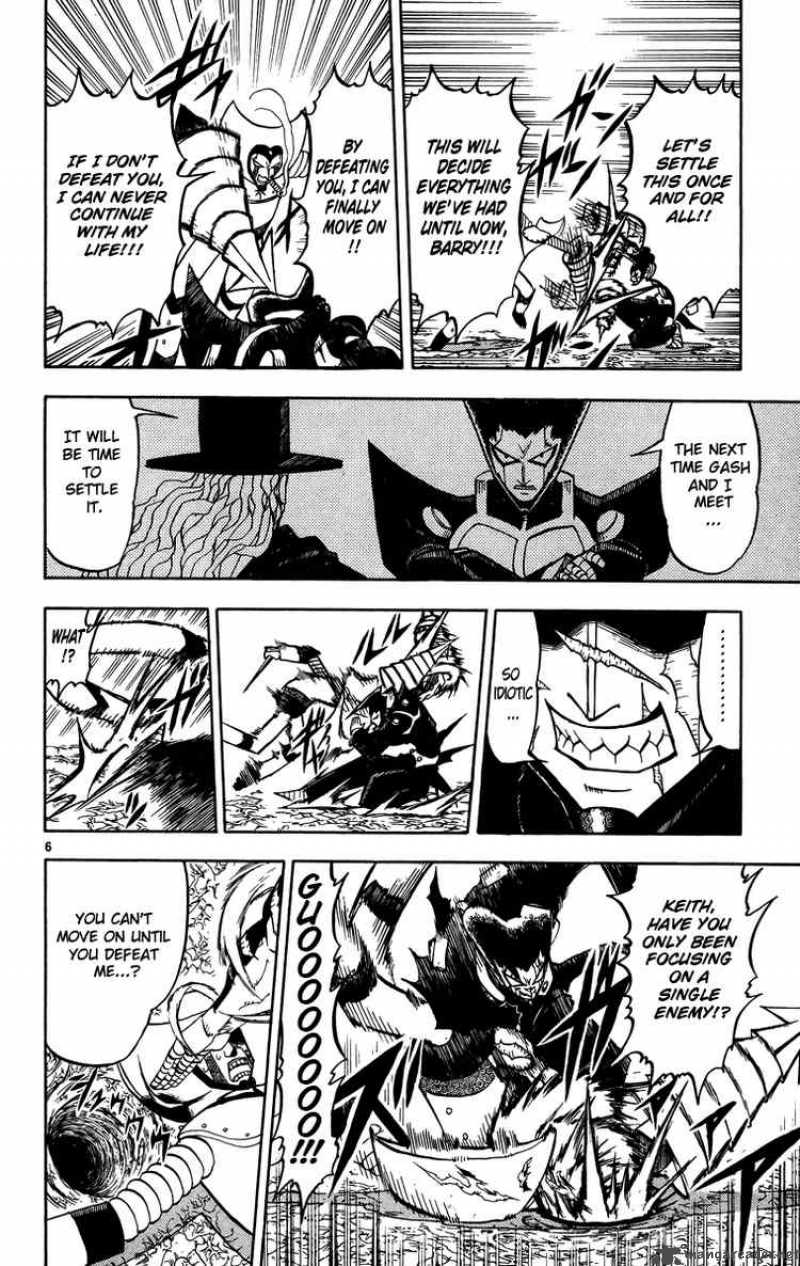 LET'S
SETTLE
THIS ONCE
AND FOR
ALL!!
THIS WILL
DECIDE
EVERYTHING
WE'VE HAD
UNTIL NOW,
BARRY!!!
BY
DEFEATING
YOU, I CAN
FINALLY
MOVE ON
!!
IF I DON'T
DEFEAT YOU,
I CAN NEVER
CONTINUE
WITH MY
LIFE!!!
THE NEXT
TIME GASH
AND I
MEET
...
IT WILL
BE TIME
TO
SETTLE
IT.
.........
SO
IDIOTIC
...
WHAT
!?
6
KEITH,
HAVE YOU
ONLY BEEN
FOCUSING
ON A
SINGLE
ENEMY!?
GUOOOOOOOOO!!!
YOU CAN'T
MOVE ON UNTIL
YOU DEFEAT
ME...?